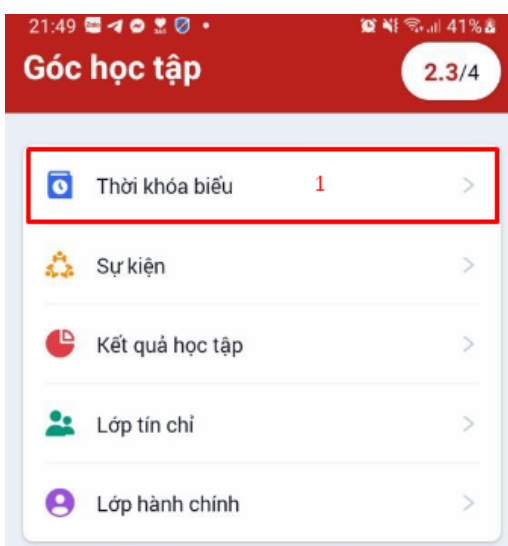 21:49 41%
Góc học tập 2.3/4
Thời khóa biểu 1
Sự kiện
Kết quả học tập
Lớp tín chỉ
Lớp hành chính